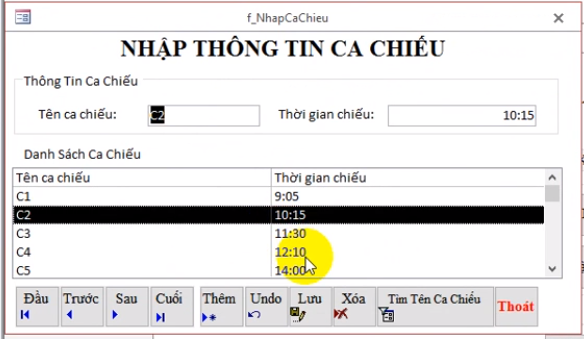 f_NhapCaChieu
NHẬP THÔNG TIN CA CHIẾU
Thông Tin Ca Chiếu
Tên ca chiếu: C2 Thời gian chiếu: 10:15
Danh Sách Ca Chiếu
Tên ca chiếu Thời gian chiếu
C1 9:05
C2 10:15
C3 11:30
C4 12:10
C5 14:00
Đầu Trước Sau Cuối Thêm Undo Lưu Xóa Tìm Tên Ca Chiếu Thoát